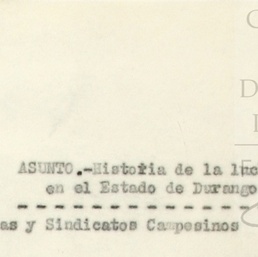 ASUNTO.-Historia de la luc
en el Estado de Durango
- - - - - - - - - - - - - -
as y Sindicatos Campesinos